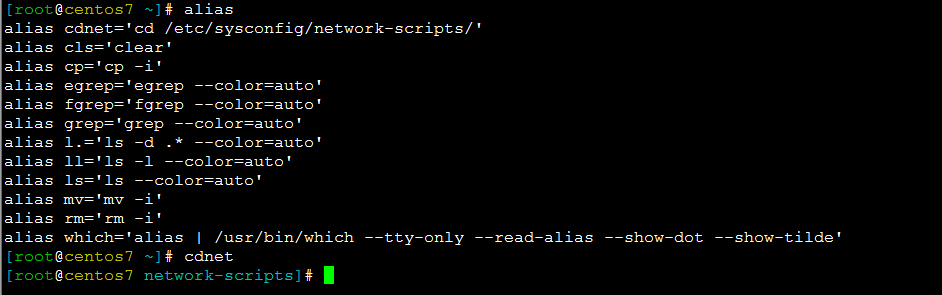 [root@centos7 ~]# alias
alias cdnet='cd /etc/sysconfig/network-scripts/'
alias cls='clear'
alias cp='cp -i'
alias egrep='egrep --color=auto'
alias fgrep='fgrep --color=auto'
alias grep='grep --color=auto'
alias l.='ls -d .* --color=auto'
alias ll='ls -l --color=auto'
alias ls='ls --color=auto'
alias mv='mv -i'
alias rm='rm -i'
alias which='alias | /usr/bin/which --tty-only --read-alias --show-dot --show-tilde'
[root@centos7 ~]# cdnet
[root@centos7 network-scripts]#